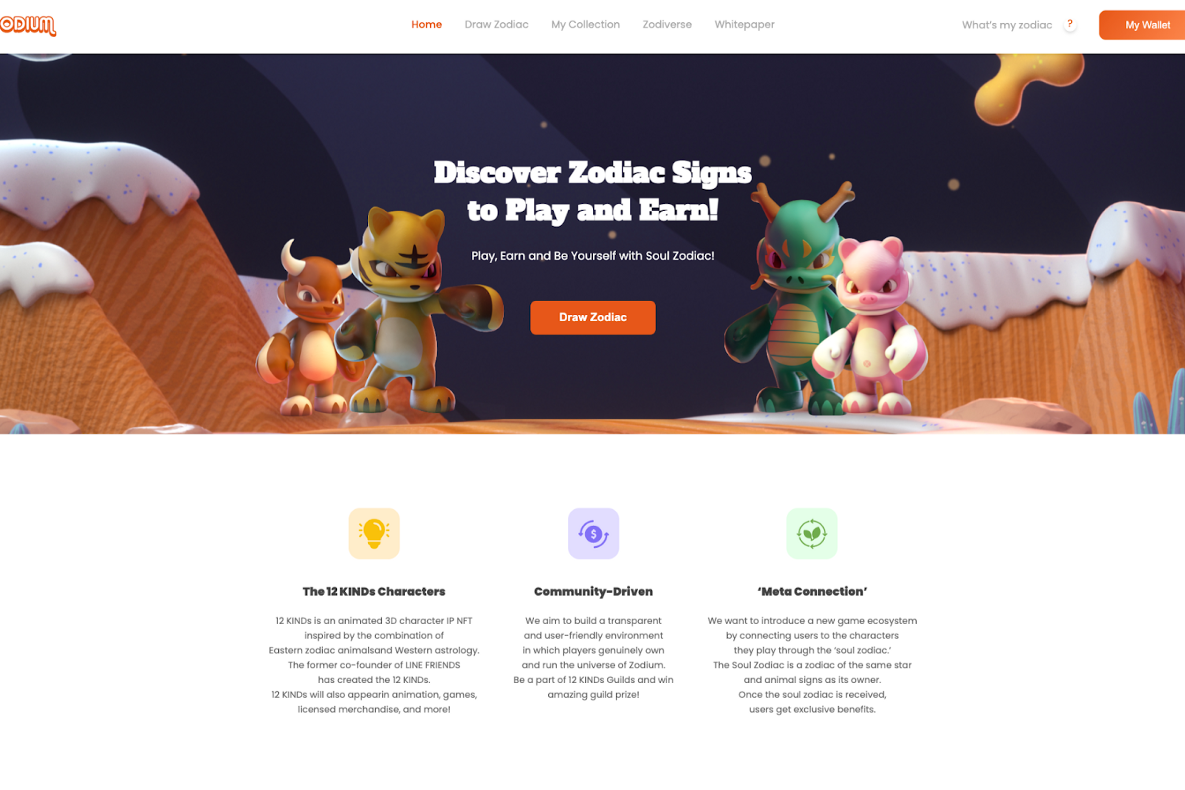 ODIUM
Home
Draw Zodiac
My Collection
Zodiverse
Whitepaper
What's my zodiac
?
My Wallet
Discover Zodiac Signs
to Play and Earn!
Play, Earn and Be Yourself with Soul Zodiac!
Draw Zodiac
$
The 12 KINDs Characters
12 KINDs is an animated 3D character IP NFT
inspired by the combination of
Eastern zodiac animalsand Western astrology.
The former co-founder of LINE FRIENDS
has created the 12 KINDs.
12 KINDs will also appearin animation, games,
licensed merchandise, and more!
Community-Driven
We aim to build a transparent
and user-friendly environment
in which players genuinely own
and run the universe of Zodium.
Be a part of 12 KINDs Guilds and win
amazing guild prize!
‘Meta Connection’
We want to introduce a new game ecosystem
by connecting users to the characters
they play through the ‘soul zodiac.’
The Soul Zodiac is a zodiac of the same star
and animal signs as its owner.
Once the soul zodiac is received,
users get exclusive benefits.